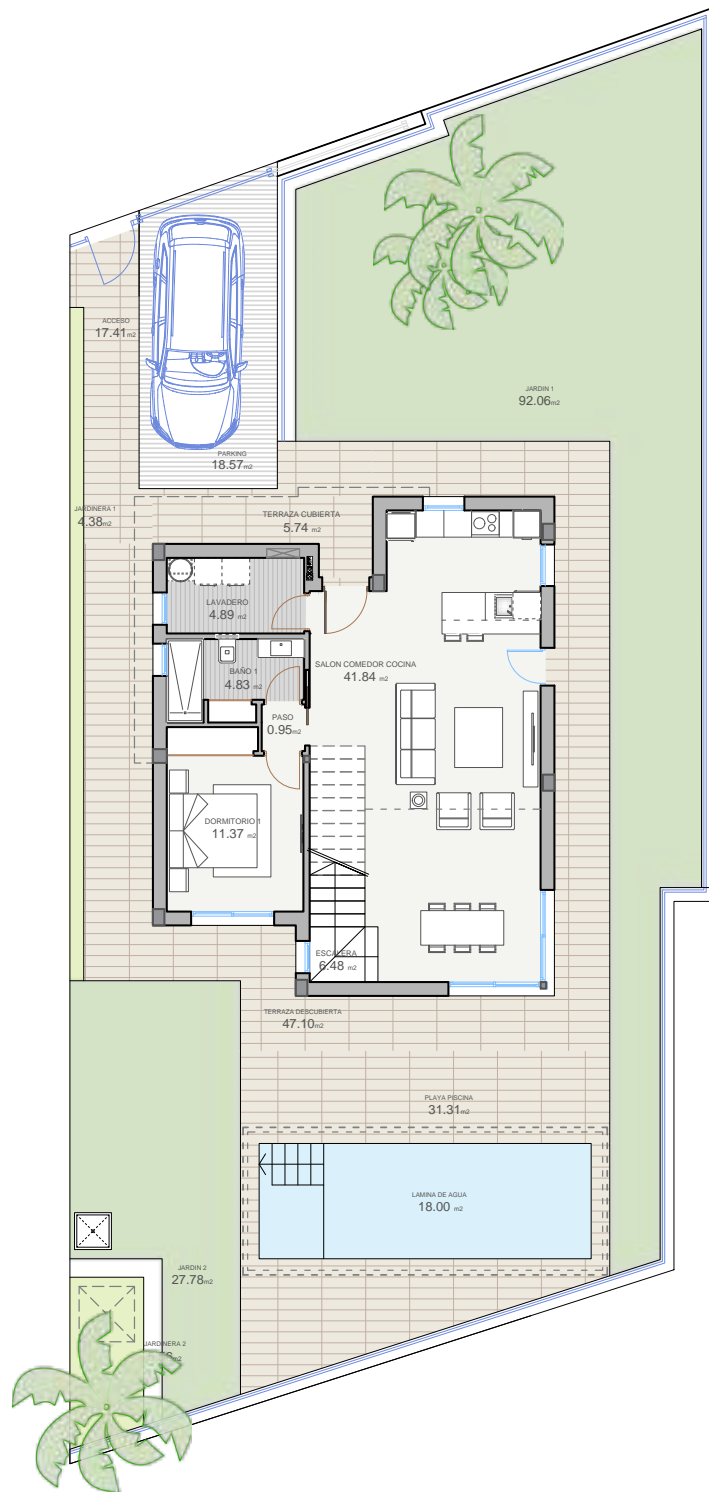 ACCESO
17.41m2
JARDIN 1
92.06m2
PARKING
18.57m2
JARDINERA 1
4.38m2
TERRAZA CUBIERTA
5.74 m2
LAVADERO
4.89 m2
BAÑO 1
4.83 m2
SALON COMEDOR COCINA
41.84 m2
PASO
0.95m2
DORMITORIO 1
11.37 m2
ESCALERA
6.48 m2
TERRAZA DESCUBIERTA
47.10m2
PLAYA PISCINA
31.31m2
LAMINA DE AGUA
18.00 m2
JARDIN 2
27.78m2
JARDINERA 2
m2